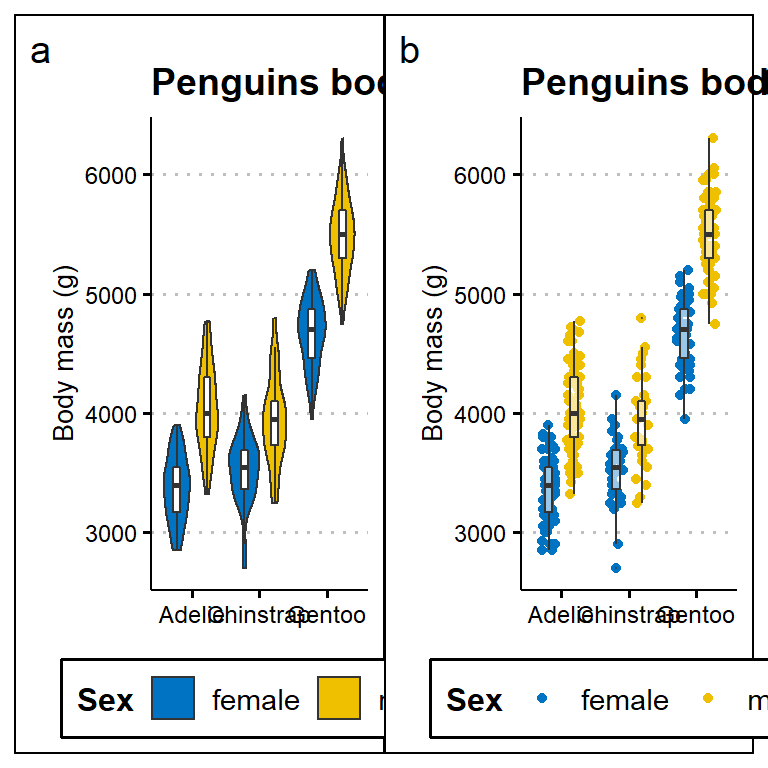 a
Penguins bod
6000
5000
4000
3000
Body mass (g)
Adelie Chinstrap Gentoo
Sex female
b
Penguins bod
6000
5000
4000
3000
Body mass (g)
Adelie Chinstrap Gentoo
Sex female m